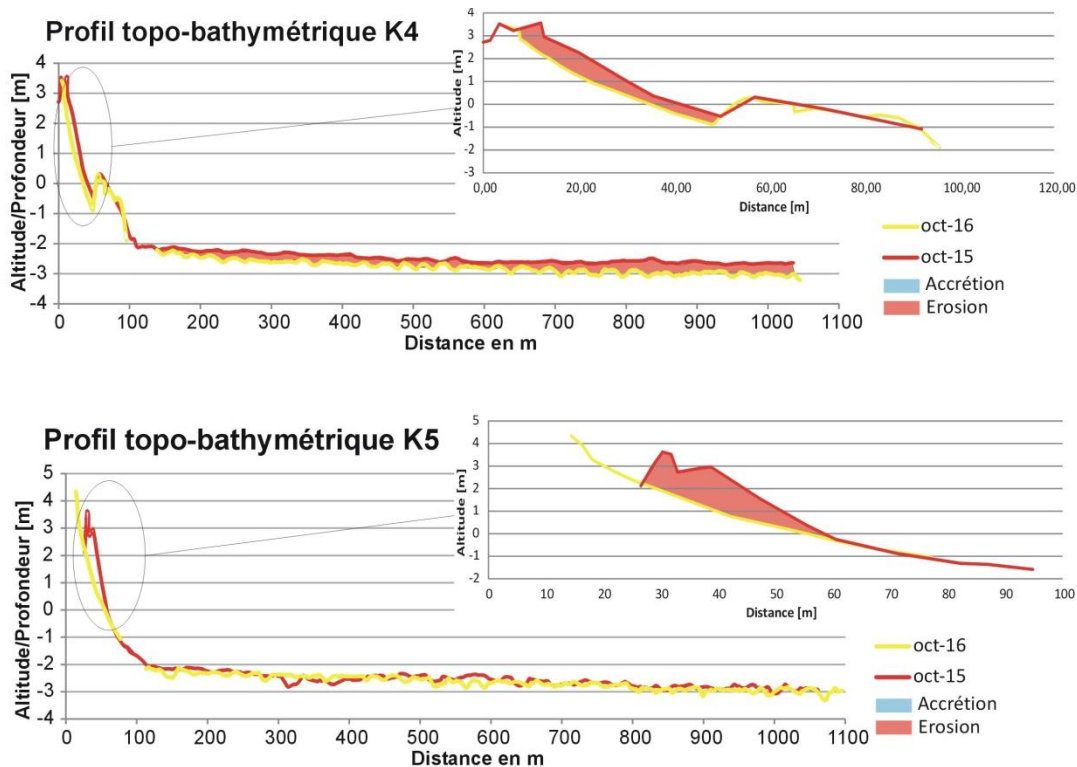 Profil topo-bathymétrique K4
Altitude/Profondeur [m]
4
3
2
1
0
-1
-2
-3
-4
0 100 200 300 400 500 600 700 800 900 1000 1100
Distance en m
Altitude [m]
4
3
2
1
0
-1
-2
-3
0,00 20,00 40,00 60,00 80,00 100,00 120,00
Distance [m]
oct-16
oct-15
Accrétion
Erosion
Profil topo-bathymétrique K5
Altitude/Profondeur [m]
5
4
3
2
1
0
-1
-2
-3
-4
0 100 200 300 400 500 600 700 800 900 1000 1100
Distance en m
Altitude [m]
5
4
3
2
1
0
-1
-2
0 10 20 30 40 50 60 70 80 90 100
Distance [m]
oct-16
oct-15
Accrétion
Erosion